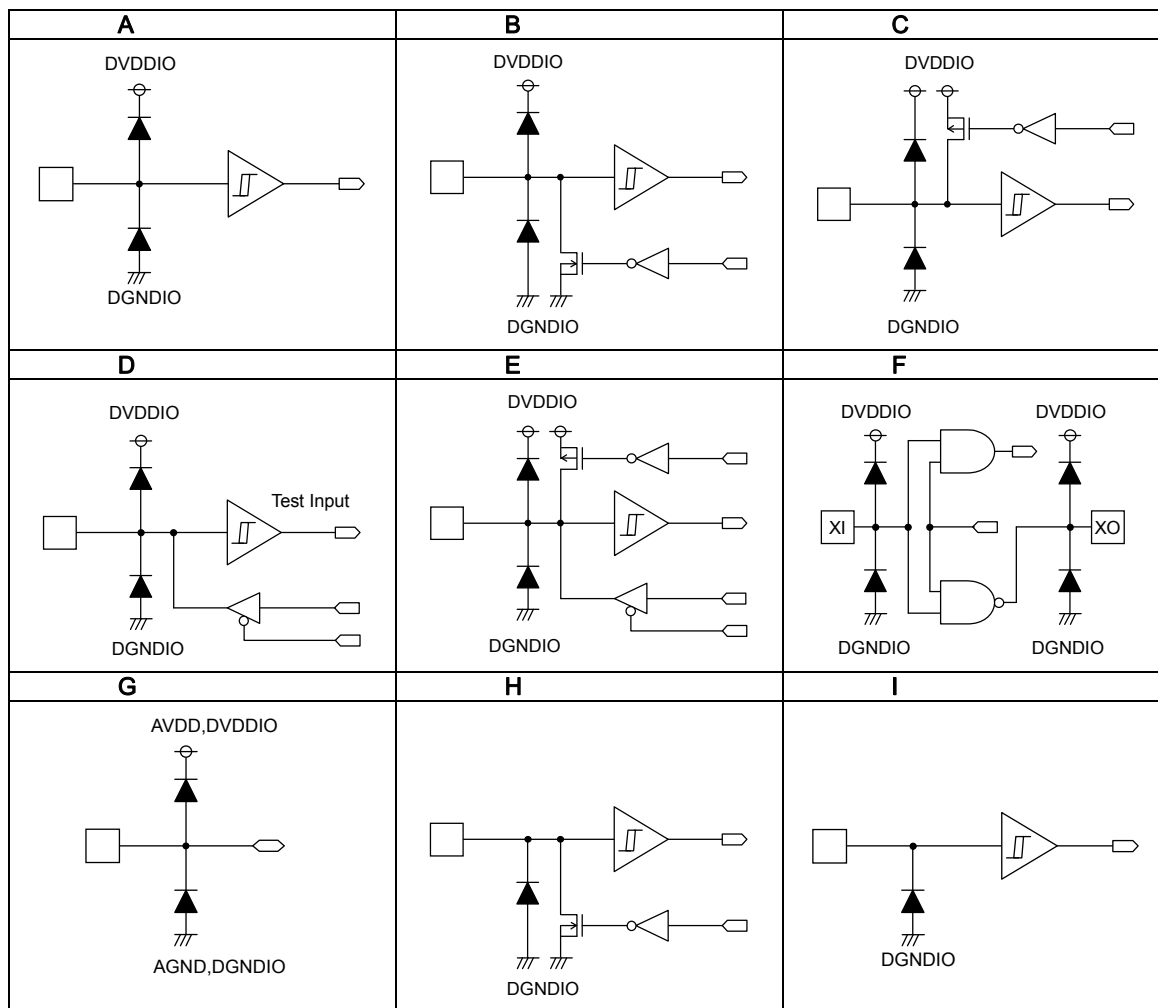 A
B
C
DVDDIO
DGNDIO
DVDDIO
DGNDIO
DVDDIO
DGNDIO
D
E
F
DVDDIO
Test Input
DGNDIO
DVDDIO
DGNDIO
DVDDIO
DVDDIO
XI
XO
DGNDIO
DGNDIO
G
H
I
AVDD,DVDDIO
AGND,DGNDIO
DGNDIO
DGNDIO